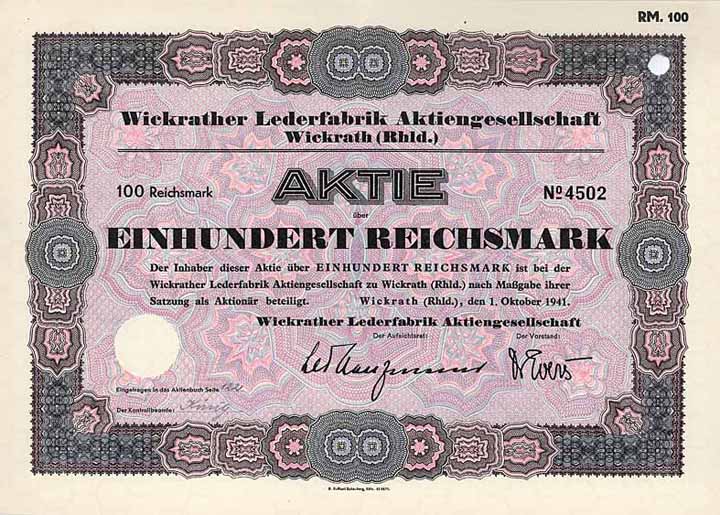 RM. 100
Wickrather Lederfabrik Aktiengesellschaft
Wickrath (Rhld.)
AKTIE
100 Reichsmark
№ 4502
über
EINHUNDERT REICHSMARK
Der Inhaber dieser Aktie über EINHUNDERT REICHSMARK ist bei der
Wickrather Lederfabrik Aktiengesellschaft zu Wickrath (Rhld.) nach Maßgabe ihrer
Satzung als Aktionär beteiligt. Wickrath (Rhld.), den 1. Oktober 1941.
Wickrather Lederfabrik Aktiengesellschaft
Der Aufsichtsrat: Der Vorstand:
Eingetragen in das Aktienbuch Seite
Der Kontrollbeamte: